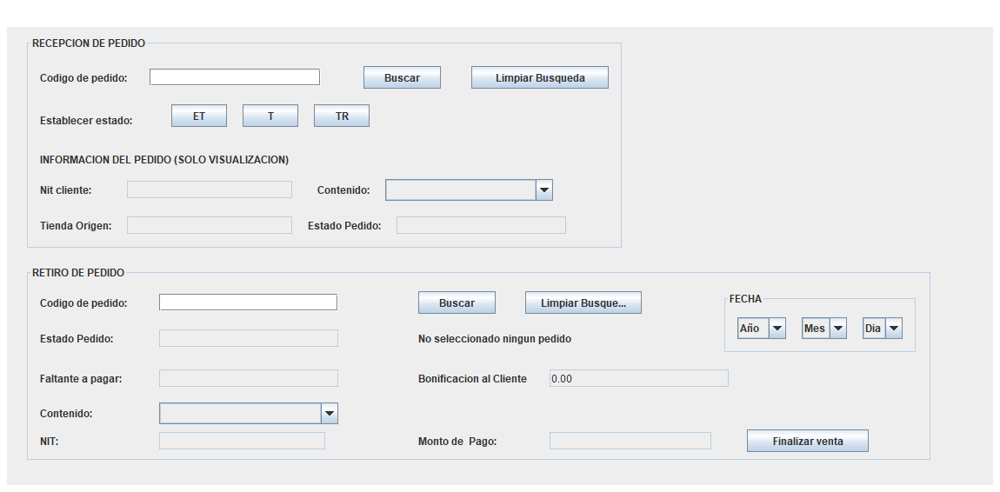 RECEPCION DE PEDIDO
Codigo de pedido: Buscar Limpiar Busqueda
Establecer estado: ET T TR
INFORMACION DEL PEDIDO (SOLO VISUALIZACION)
Nit cliente: Contenido:
Tienda Origen: Estado Pedido:
RETIRO DE PEDIDO
Codigo de pedido: Buscar Limpiar Busque...
FECHA
Año Mes Dia
Estado Pedido: No seleccionado ningun pedido
Faltante a pagar: Bonificacion al Cliente 0.00
Contenido:
NIT: Monto de Pago: Finalizar venta